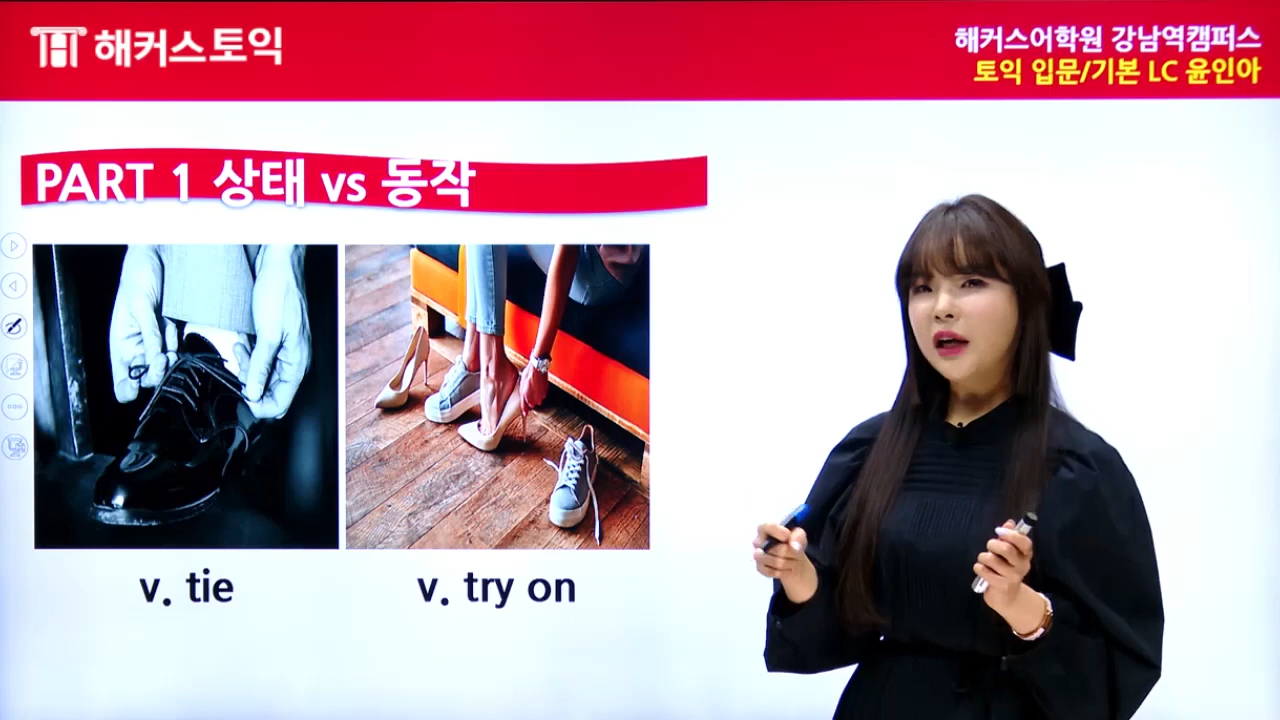 해커스토익
해커스어학원 강남역캠퍼스
토익 입문/기본 LC 윤인아
PART 1 상태 vs 동작
v. tie
v. try on